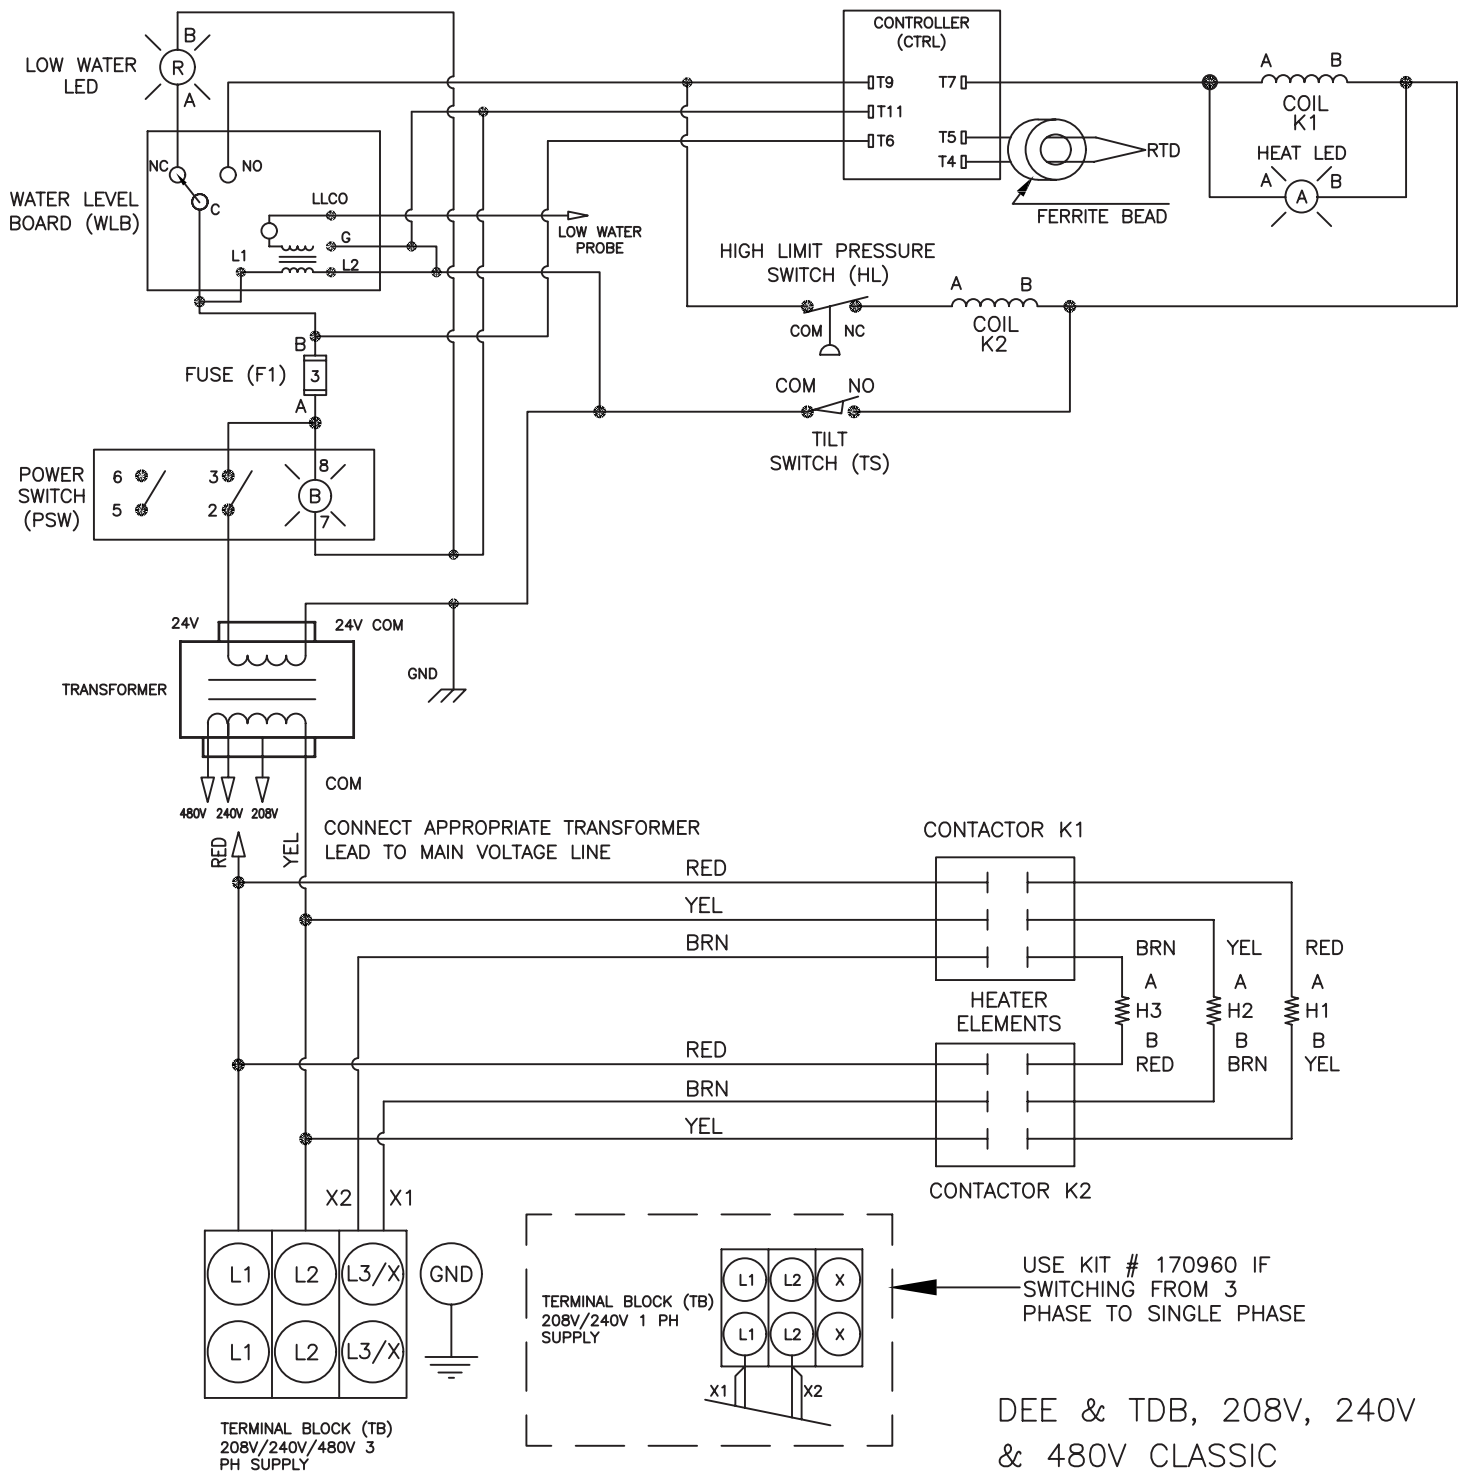 B
LOW WATER
LED
R
A
CONTROLLER
(CTRL)
T9
T7
T11
T6
T5
T4
A
B
COIL
K1
HEAT LED
A
B
A
RTD
FERRITE BEAD
NC
NO
C
WATER LEVEL
BOARD (WLB)
LLCO
G
L1
L2
LOW WATER
PROBE
HIGH LIMIT PRESSURE
SWITCH (HL)
COM
NC
A
B
COIL
K2
B
FUSE (F1)
3
A
COM
NO
TILT
SWITCH (TS)
POWER
SWITCH
(PSW)
6
5
3
2
8
B
7
24V
24V COM
TRANSFORMER
GND
480V
240V
208V
COM
RED
YEL
CONNECT APPROPRIATE TRANSFORMER
LEAD TO MAIN VOLTAGE LINE
CONTACTOR K1
RED
YEL
BRN
BRN
YEL
RED
A
A
A
H3
H2
H1
B
B
B
RED
BRN
YEL
HEATER
ELEMENTS
RED
BRN
YEL
CONTACTOR K2
X2
X1
L1
L2
L3/X
GND
L1
L2
L3/X
TERMINAL BLOCK (TB)
208V/240V/480V 3
PH SUPPLY
TERMINAL BLOCK (TB)
208V/240V 1 PH
SUPPLY
L1
L2
X
L1
L2
X
X1
X2
USE KIT # 170960 IF
SWITCHING FROM 3
PHASE TO SINGLE PHASE
DEE & TDB, 208V, 240V
& 480V CLASSIC